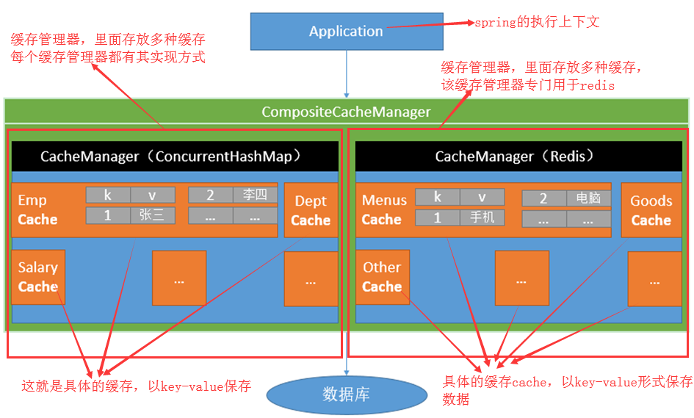 Application
spring的执行上下文
缓存管理器，里面存放多种缓存
每个缓存管理器都有其实现方式
缓存管理器，里面存放多种缓存，
该缓存管理器专门用于redis
CompositeCacheManager
CacheManager（ConcurrentHashMap）
Emp
Cache
k v
1 张三
2 李四
... ...
Dept
Cache
Salary
Cache
...
...
CacheManager（Redis）
Menus
Cache
k v
1 手机
2 电脑
... ...
Goods
Cache
Other
Cache
...
...
这就是具体的缓存，以key-value保存
数据库
具体的缓存cache，以key-value形式保存
数据